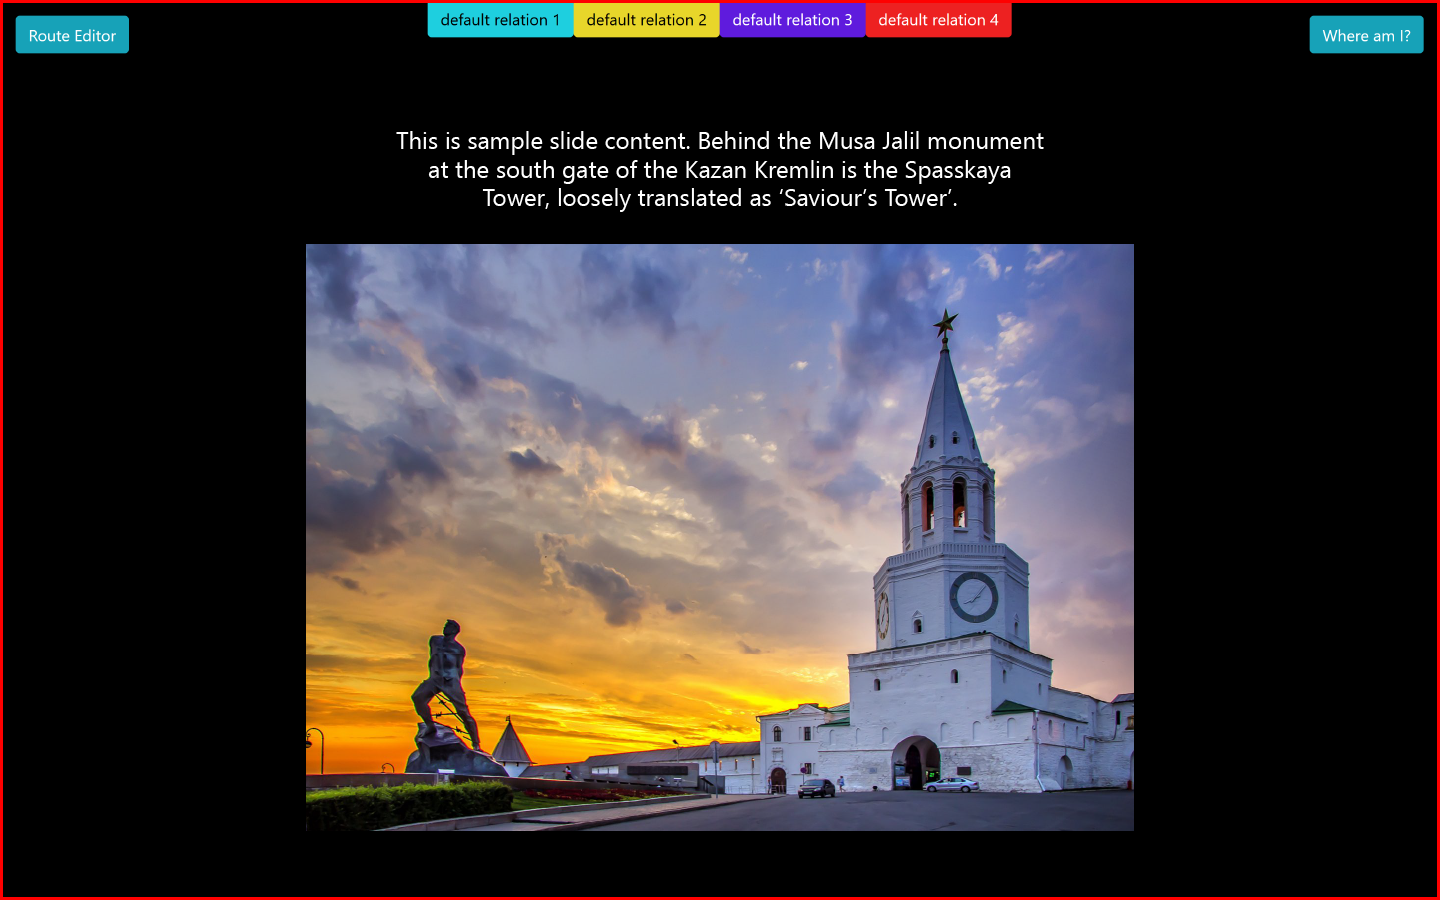 Route Editor
default relation 1
default relation 2
default relation 3
default relation 4
Where am I?
This is sample slide content. Behind the Musa Jalil monument
at the south gate of the Kazan Kremlin is the Spasskaya
Tower, loosely translated as ‘Saviour’s Tower’.